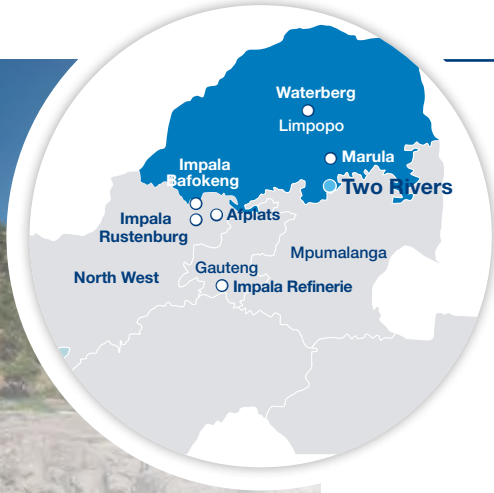 Waterberg
Limpopo
Marula
Impala
Bafokeng
Two Rivers
Afplats
Impala
Rustenburg
Mpumalanga
Gauteng
North West
Impala Refinerie